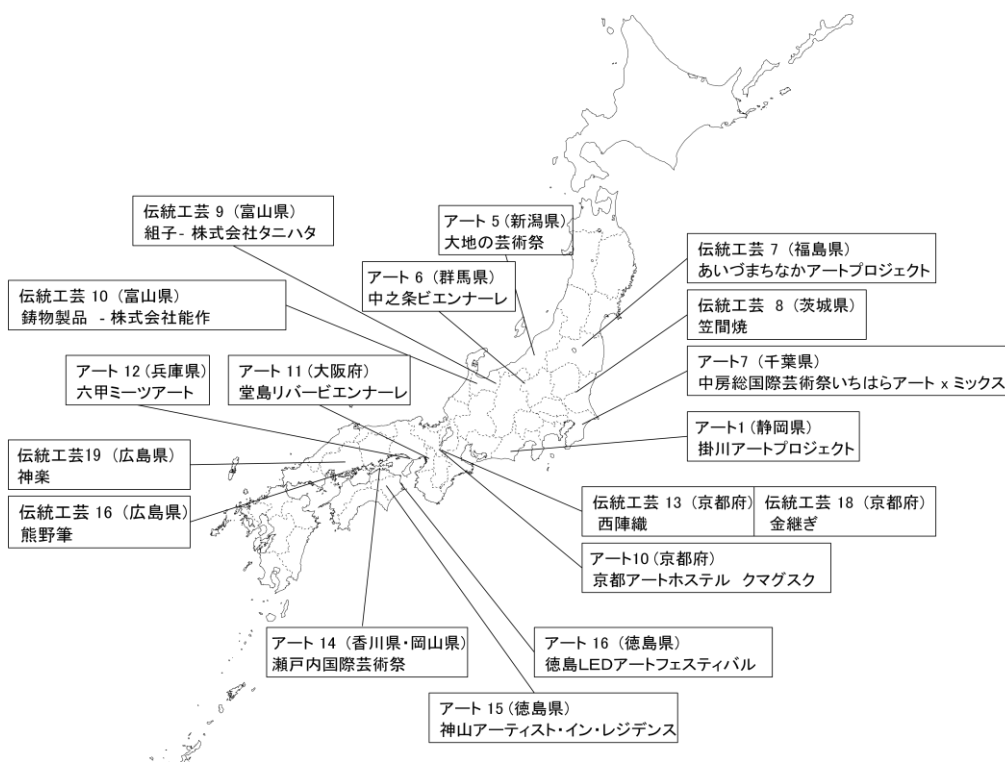 伝統工芸 9 (富山県)
組子- 株式会社タニハタ
アート 5 (新潟県)
大地の芸術祭
伝統工芸 7 (福島県)
あいづまちなかアートプロジェクト
アート 6 (群馬県)
中之条ビエンナーレ
伝統工芸 10 (富山県)
鋳物製品 - 株式会社能作
伝統工芸 8 (茨城県)
笠間焼
アート 12 (兵庫県)
六甲ミーツアート
アート 11 (大阪府)
堂島リバービエンナーレ
アート7 (千葉県)
中房総国際芸術祭いちはらアート x ミックス
アート1 (静岡県)
掛川アートプロジェクト
伝統工芸19 (広島県)
神楽
伝統工芸 16 (広島県)
熊野筆
伝統工芸 13 (京都府)
西陣織
伝統工芸 18 (京都府)
金継ぎ
アート10 (京都府)
京都アートホステル クマグスク
アート 14 (香川県・岡山県)
瀬戸内国際芸術祭
アート 16 (徳島県)
徳島LEDアートフェスティバル
アート 15 (徳島県)
神山アーティスト・イン・レジデンス